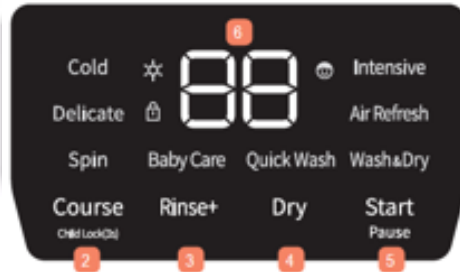 6
Cold 88 Intensive
Delicate Air Refresh
Spin Baby Care Quick Wash Wash&Dry
Course Rinse+ Dry Start
Child Lock(3s) Pause
2 3 4 5